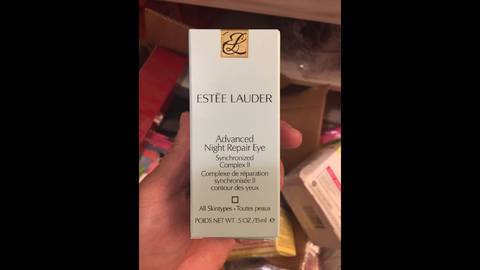 ESTĒE LAUDER
Advanced
Night Repair Eye
Synchronized
Complex II
Complexe de réparation
synchronisée II
contour des yeux
All Skintypes • Toutes peaux
POIDS NET WT. .5 OZ./15ml ℮